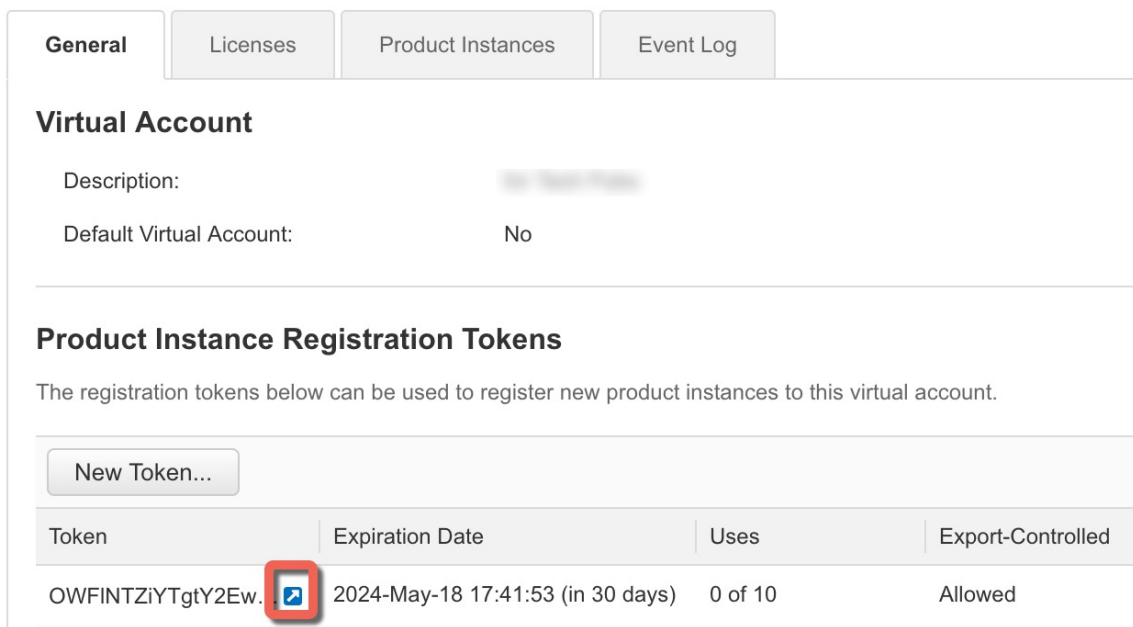 General Licenses Product Instances Event Log
Virtual Account
Description:
Default Virtual Account: No
Product Instance Registration Tokens
The registration tokens below can be used to register new product instances to this virtual account.
New Token...
Token Expiration Date Uses Export-Controlled
OWFINTZiYTgtY2Ew... 2024-May-18 17:41:53 (in 30 days) 0 of 10 Allowed